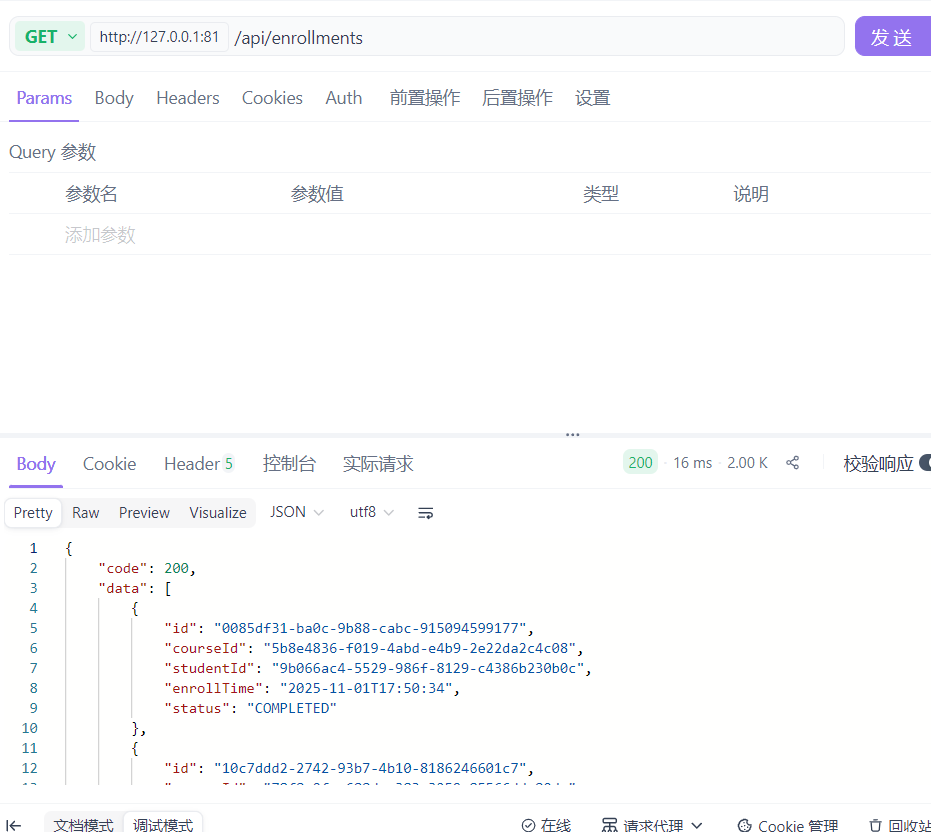 GET http://127.0.0.1:81 /api/enrollments 发 送
Params Body Headers Cookies Auth 前置操作 后置操作 设置
Query 参数
参数名 参数值 类型 说明
添加参数
Body Cookie Header 5 控制台 实际请求 200 · 16 ms · 2.00 K 校验响应
Pretty Raw Preview Visualize JSON utf8
1 {
2 "code": 200,
3 "data": [
4 {
5 "id": "0085df31-ba0c-9b88-cabc-915094599177",
6 "courseId": "5b8e4836-f019-4abd-e4b9-2e22da2c4c08",
7 "studentId": "9b066ac4-5529-986f-8129-c4386b230b0c",
8 "enrollTime": "2025-11-01T17:50:34",
9 "status": "COMPLETED"
10 },
11 {
12 "id": "10c7ddd2-2742-93b7-4b10-8186246601c7",
文档模式 调试模式 在线 请求代理 Cookie 管理 回收站